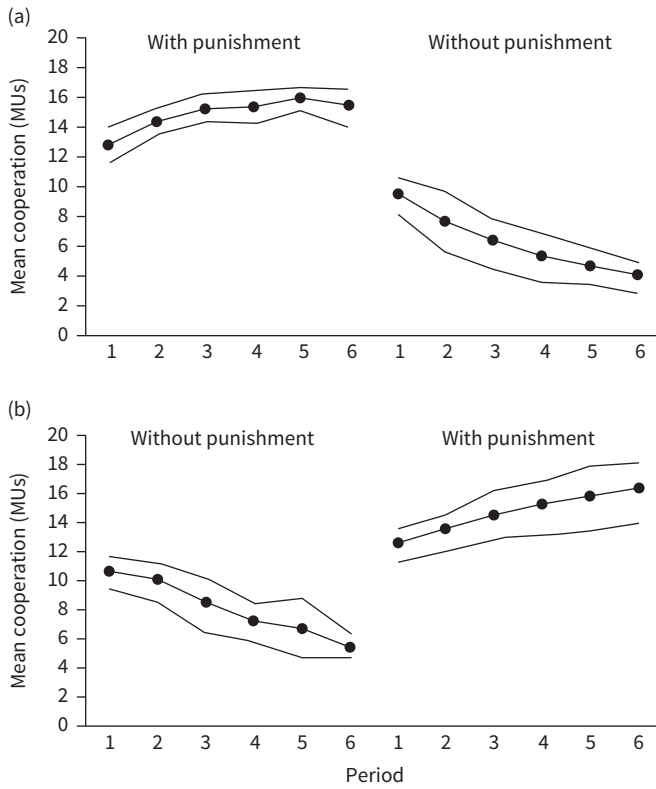 (a)
With punishment Without punishment
Mean cooperation (MUs)
20
18
16
14
12
10
8
6
4
2
0
1 2 3 4 5 6 1 2 3 4 5 6
(b)
Without punishment With punishment
Mean cooperation (MUs)
20
18
16
14
12
10
8
6
4
2
0
1 2 3 4 5 6 1 2 3 4 5 6
Period